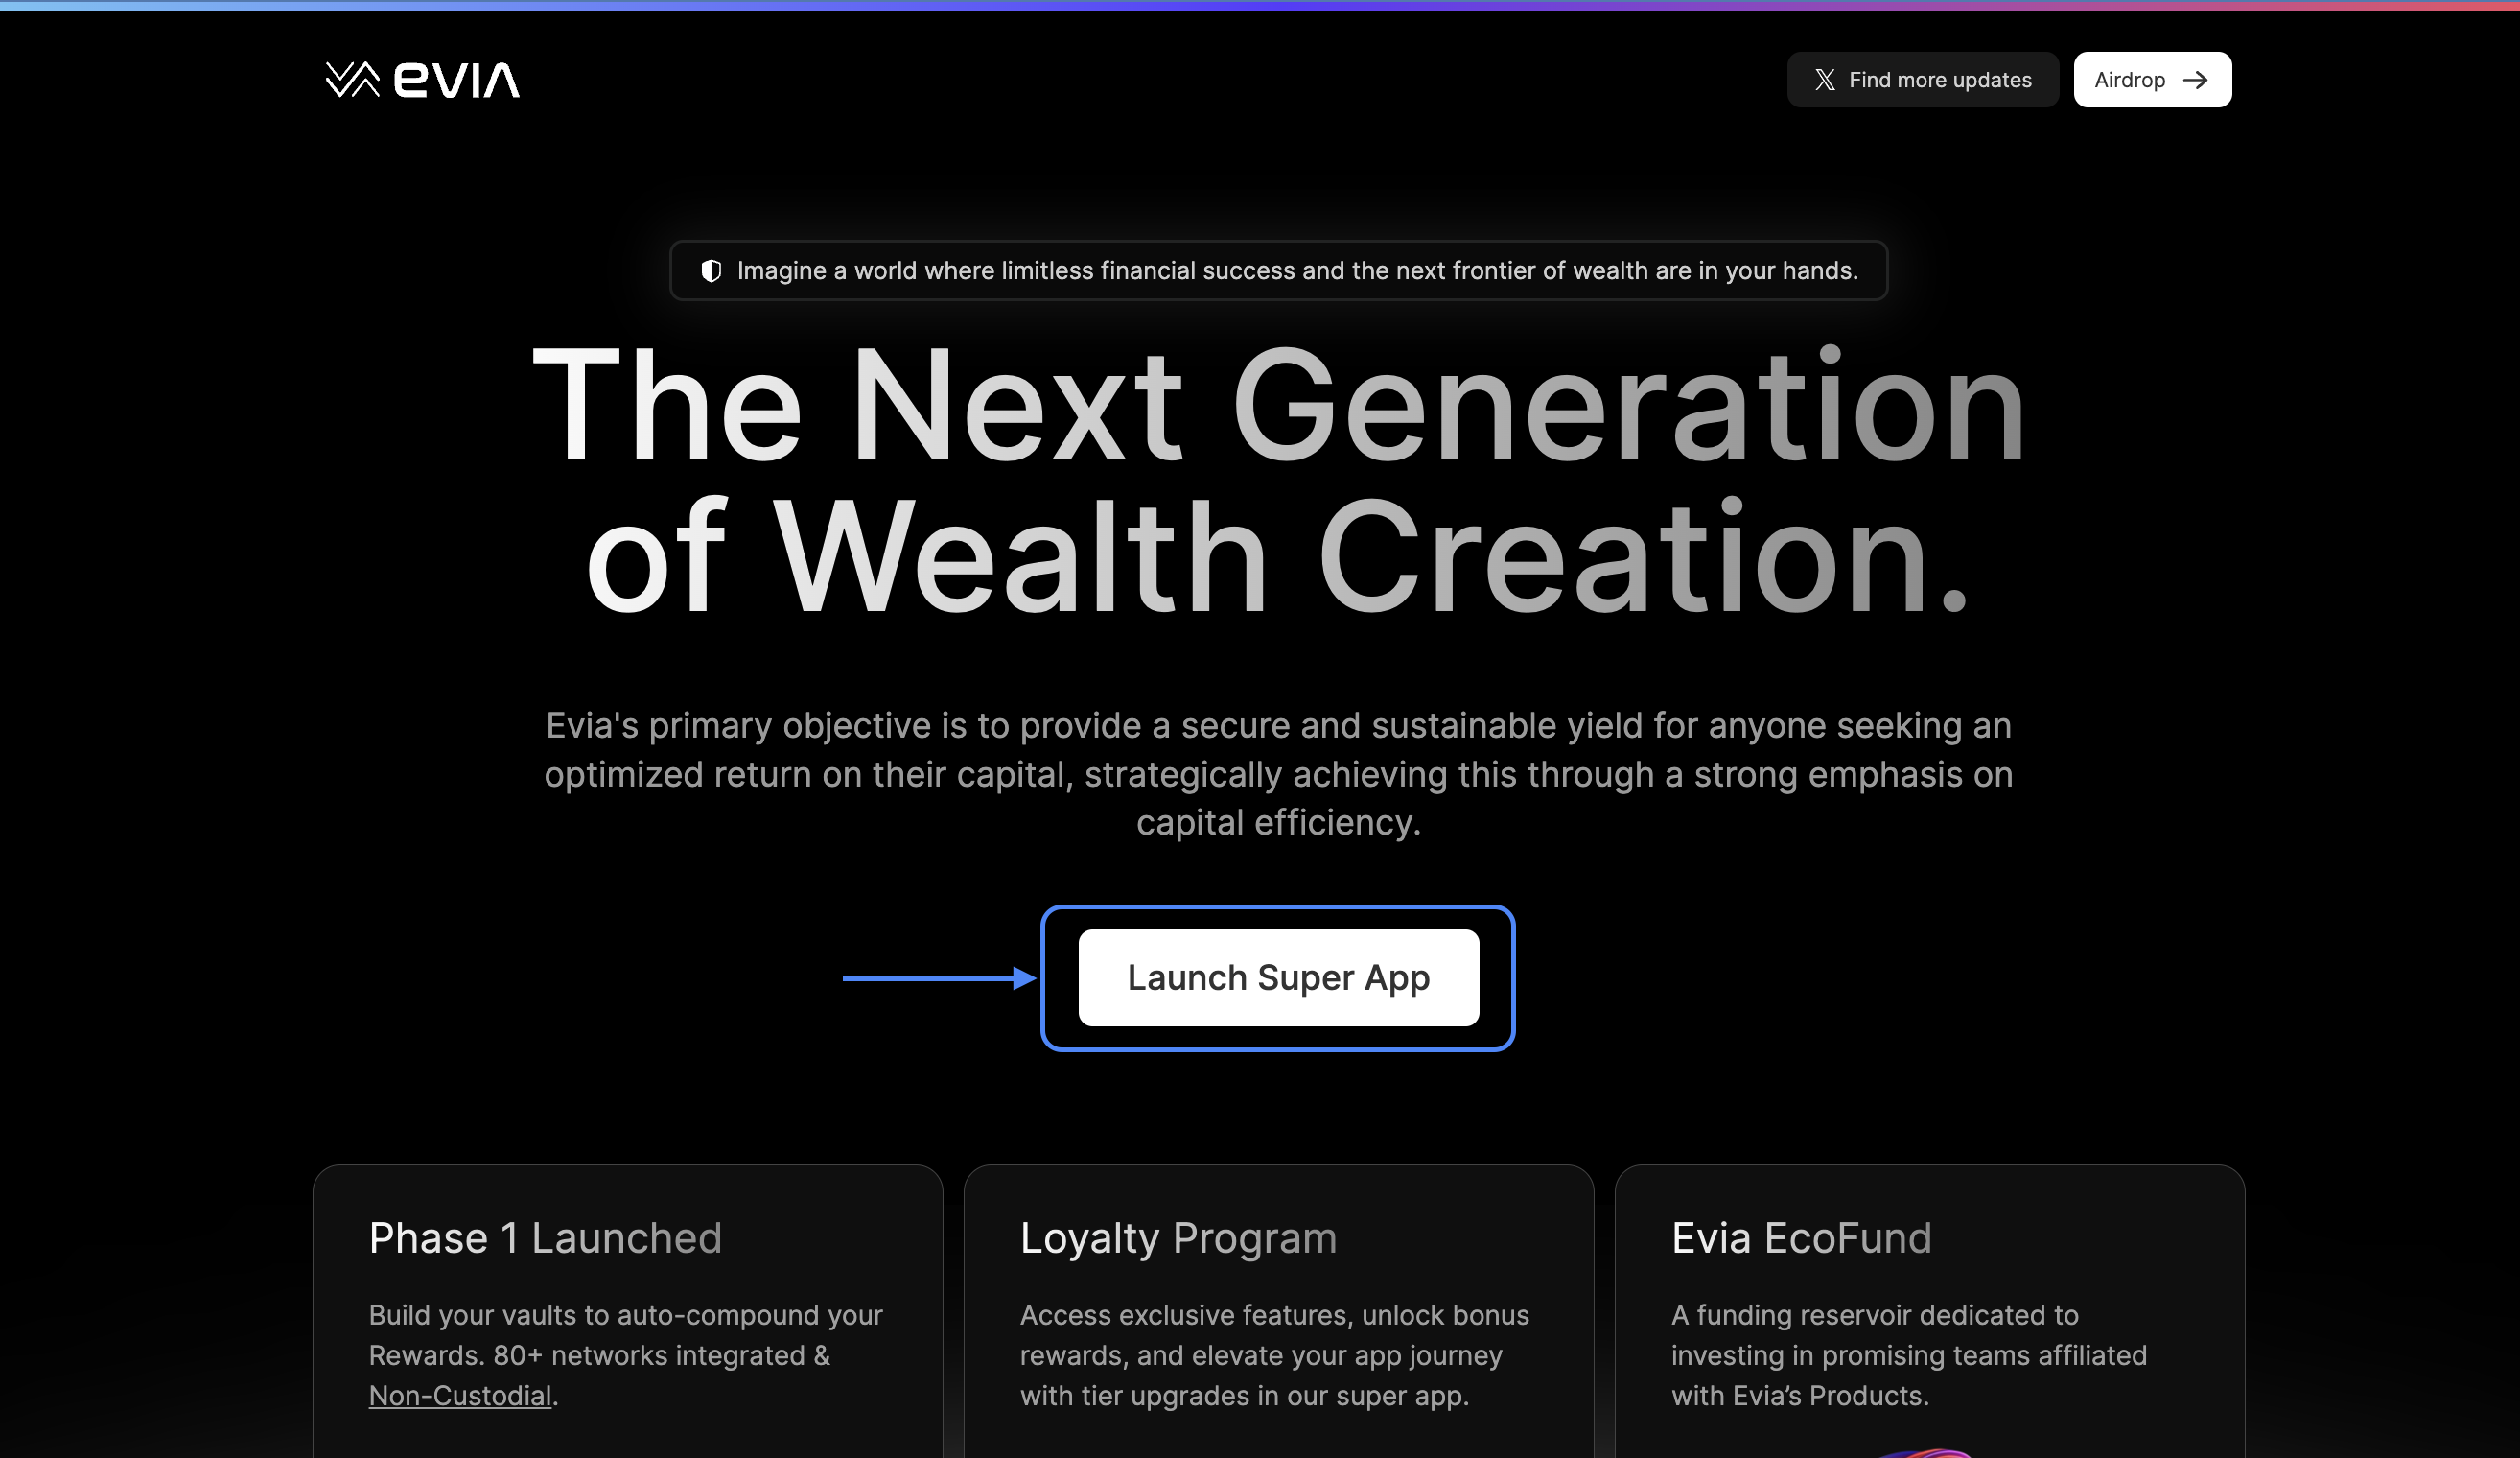 evia
Find more updates
Airdrop
Imagine a world where limitless financial success and the next frontier of wealth are in your hands.
The Next Generation
of Wealth Creation.
Evia's primary objective is to provide a secure and sustainable yield for anyone seeking an
optimized return on their capital, strategically achieving this through a strong emphasis on
capital efficiency.
Launch Super App
Phase 1 Launched
Build your vaults to auto-compound your
Rewards. 80+ networks integrated &
Non-Custodial.
Loyalty Program
Access exclusive features, unlock bonus
rewards, and elevate your app journey
with tier upgrades in our super app.
Evia EcoFund
A funding reservoir dedicated to
investing in promising teams affiliated
with Evia’s Products.